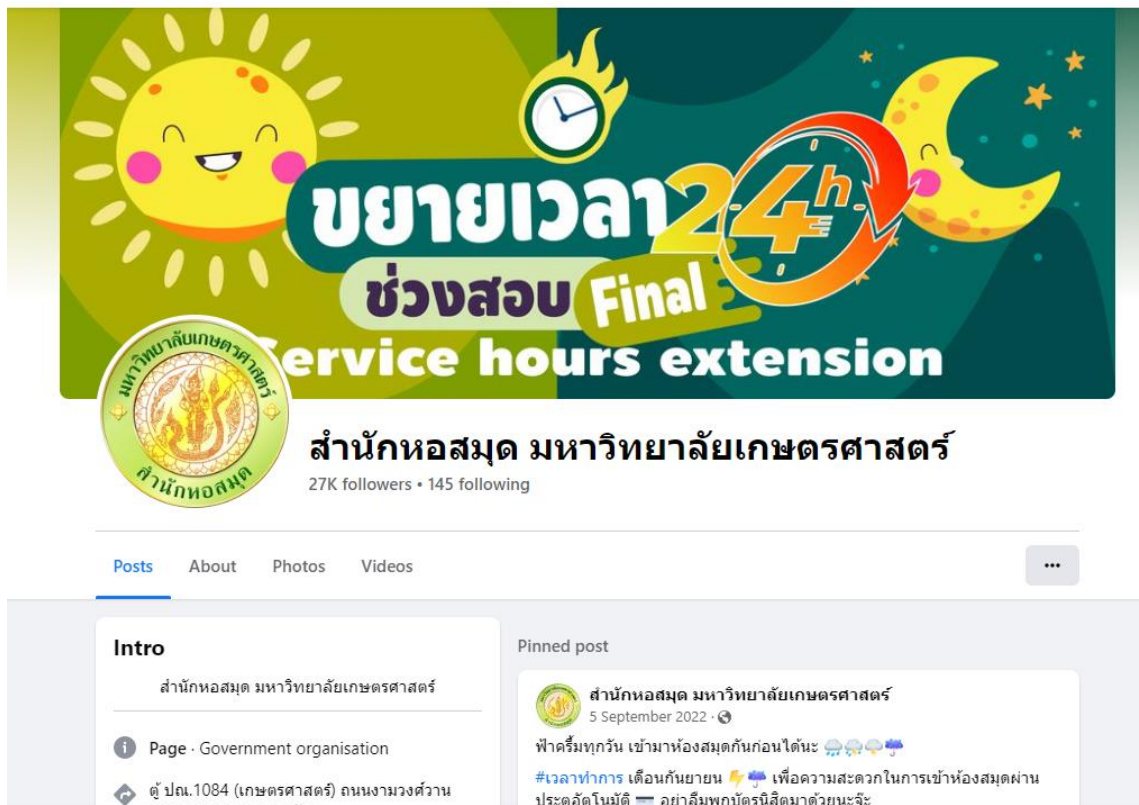 ขยายเวลา 24h
ช่วงสอบ Final
Service hours extension
มหาวิทยาลัยเกษตรศาสตร์
สำนักหอสมุด
สำนักหอสมุด มหาวิทยาลัยเกษตรศาสตร์
27K followers • 145 following
Posts About Photos Videos
Intro
สำนักหอสมุด มหาวิทยาลัยเกษตรศาสตร์
Page · Government organisation
ตู้ ปณ.1084 (เกษตรศาสตร์) ถนนงามวงศ์วาน
Pinned post
สำนักหอสมุด มหาวิทยาลัยเกษตรศาสตร์
5 September 2022 ·
ฟ้าครึ้มทุกวัน เข้ามาห้องสมุดกันก่อนได้นะ 🌧️🌧️🌩️☔
#เวลาทำการ เดือนกันยายน ⚡☔ เพื่อความสะดวกในการเข้าห้องสมุดผ่าน
ประตูอัตโนมัติ 💳 อย่าลืมพกบัตรนิสิตมาด้วยนะจ๊ะ